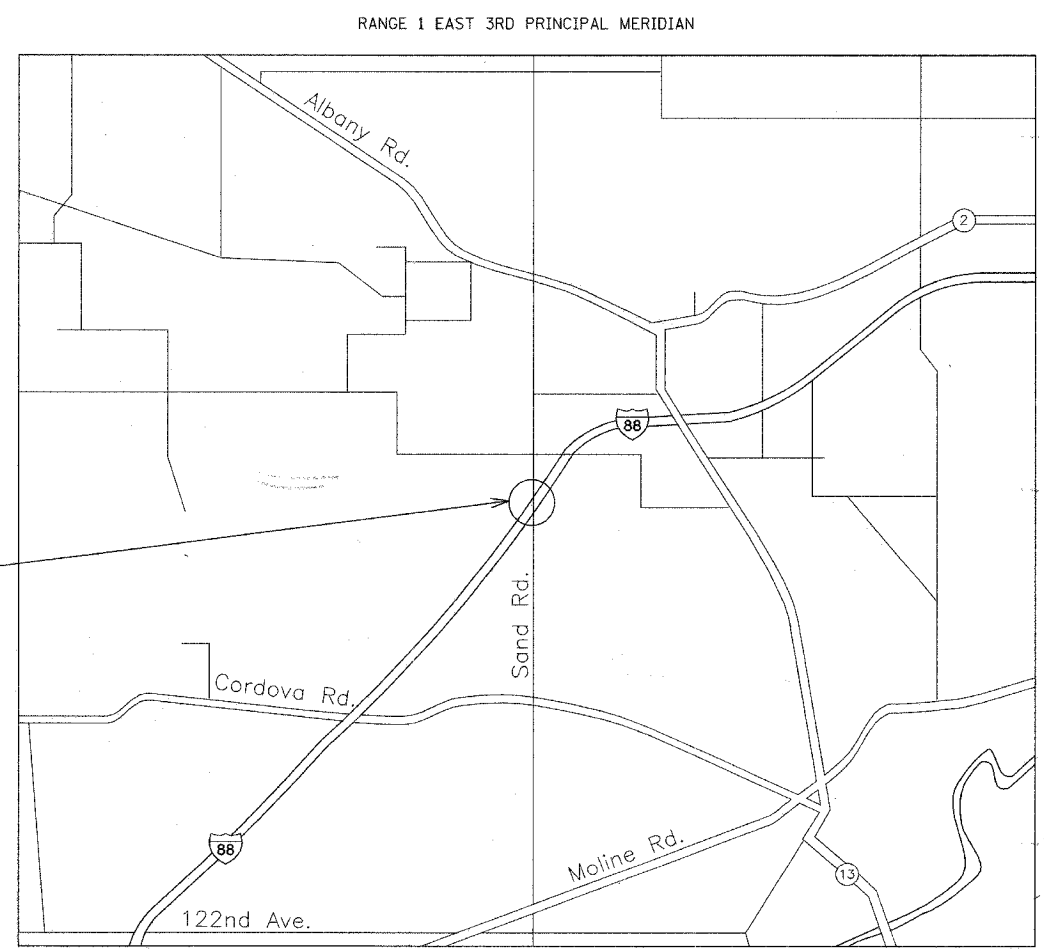 RANGE 1 EAST 3RD PRINCIPAL MERIDIAN
Albany Rd.
2
88
Sand Rd.
Cordova Rd.
88
Moline Rd.
13
122nd Ave.